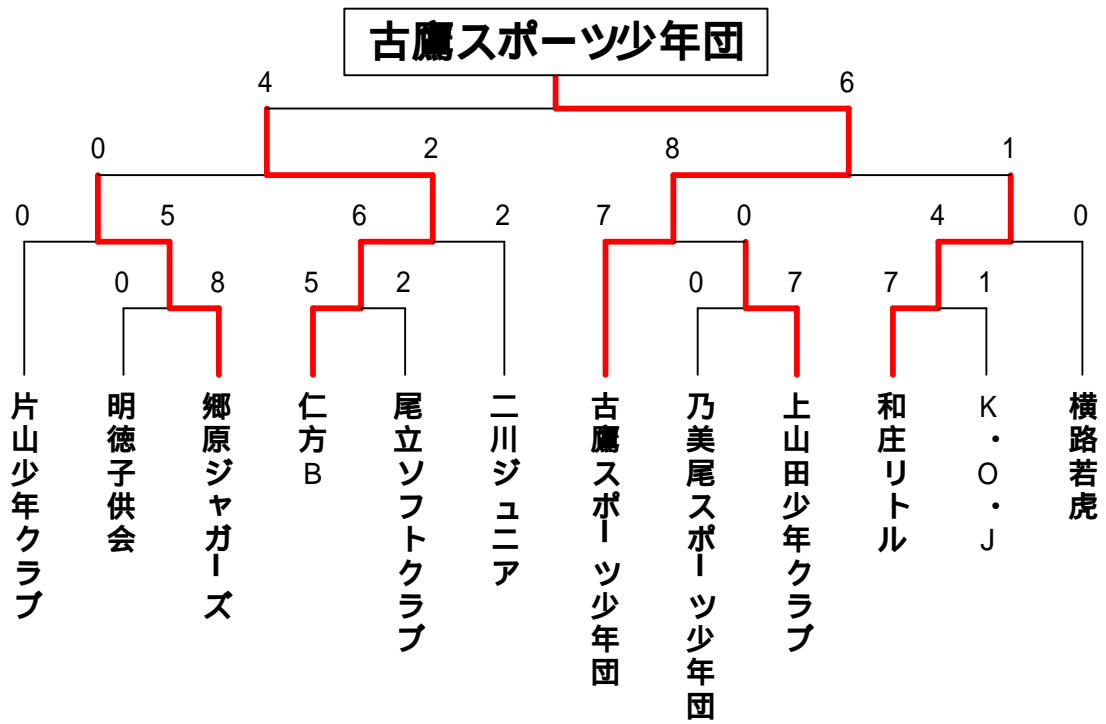 古鷹スポーツ少年団
4 6
0 2 8 1
0 5 6 2 7 0 4 0
0 8 5 2 0 7 7 1
片山少年クラブ
明徳子供会
郷原ジャガーズ
仁方B
尾立ソフトクラブ
二川ジュニア
古鷹スポーツ少年団
乃美尾スポーツ少年団
上山田少年クラブ
和庄リトル
K・O・J
横路若虎